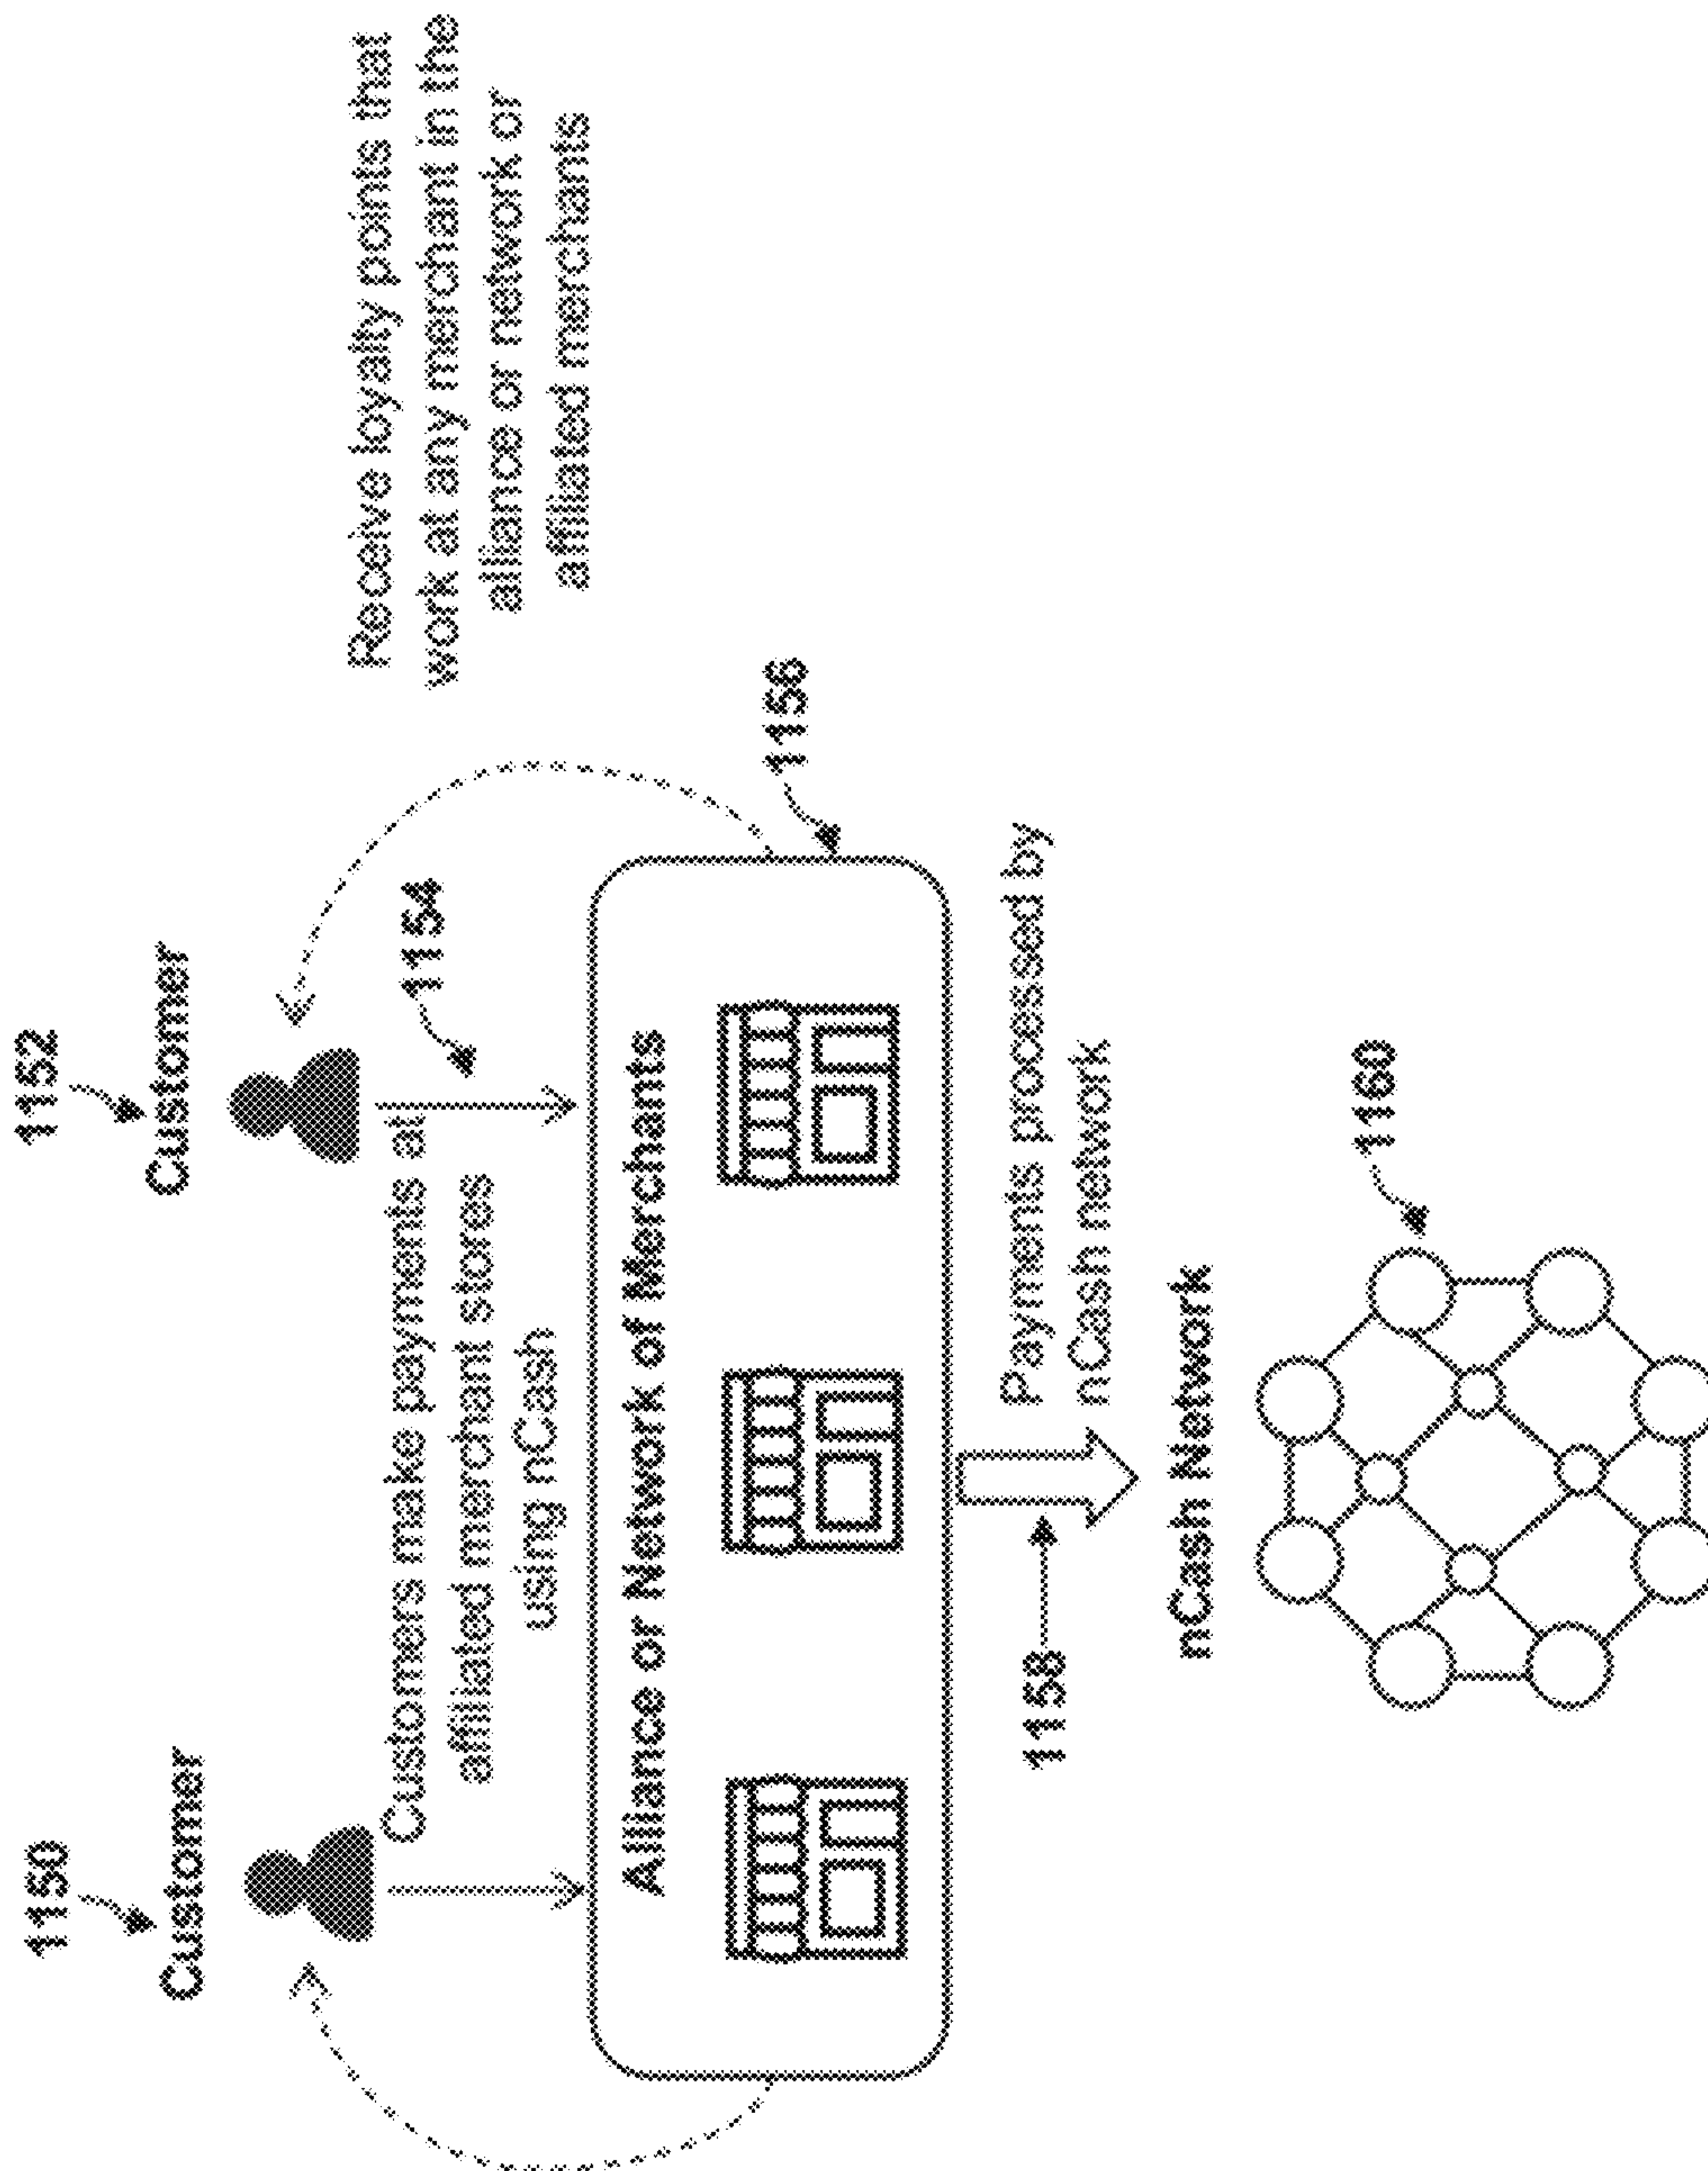 1150
Customer
1152
Customer
Customers make payments at
affiliated merchant stores
using nCash
1154
Receive loyalty points that
work at any merchant in the
alliance or network or
affiliated merchants
Alliance or Network of Merchants
1156
1158
Payments processed by
nCash network
nCash Network
1160